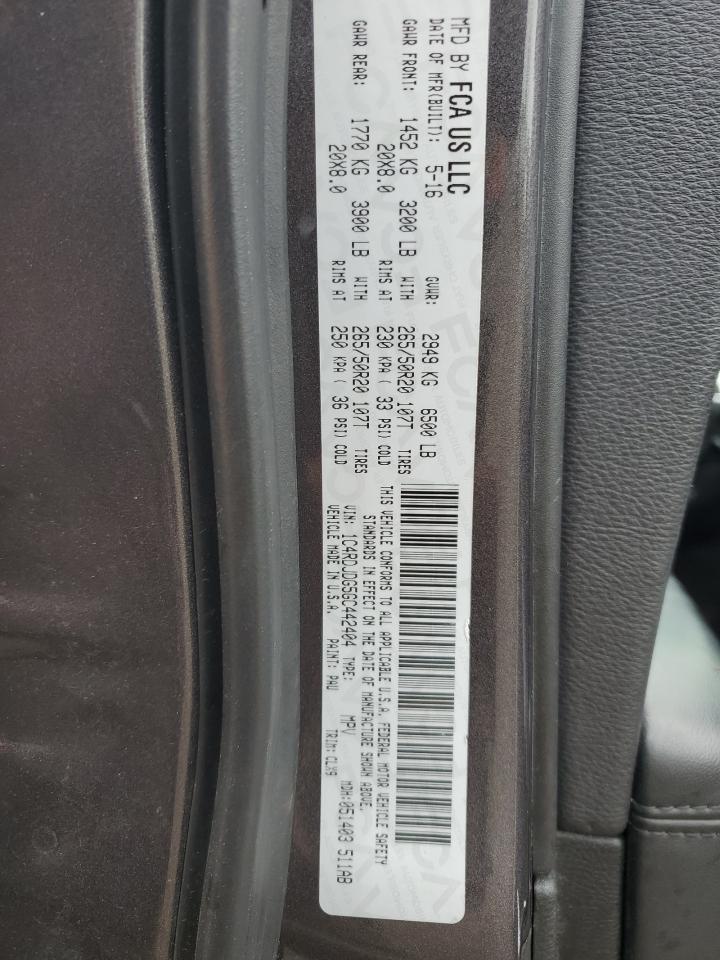 MFD BY FCA US LLC
DATE OF MFR(BUILT): 5-16 GVWR: 2949 KG 6500 LB
GAWR FRONT: 1452 KG 3200 LB WITH 265/50R20 107T TIRES
20X8.0 RIMS AT 230 KPA ( 33 PSI) COLD
GAWR REAR: 1770 KG 3900 LB WITH 265/50R20 107T TIRES
20X8.0 RIMS AT 250 KPA ( 36 PSI) COLD
THIS VEHICLE CONFORMS TO ALL APPLICABLE U.S.A. FEDERAL MOTOR VEHICLE SAFETY
STANDARDS IN EFFECT ON THE DATE OF MANUFACTURE SHOWN ABOVE.
VIN: 1C4RDJDG5GC442404 TYPE: MPV MDH:051403 511AB
VEHICLE MADE IN U.S.A. PAINT: PAU TRIM: CLX9